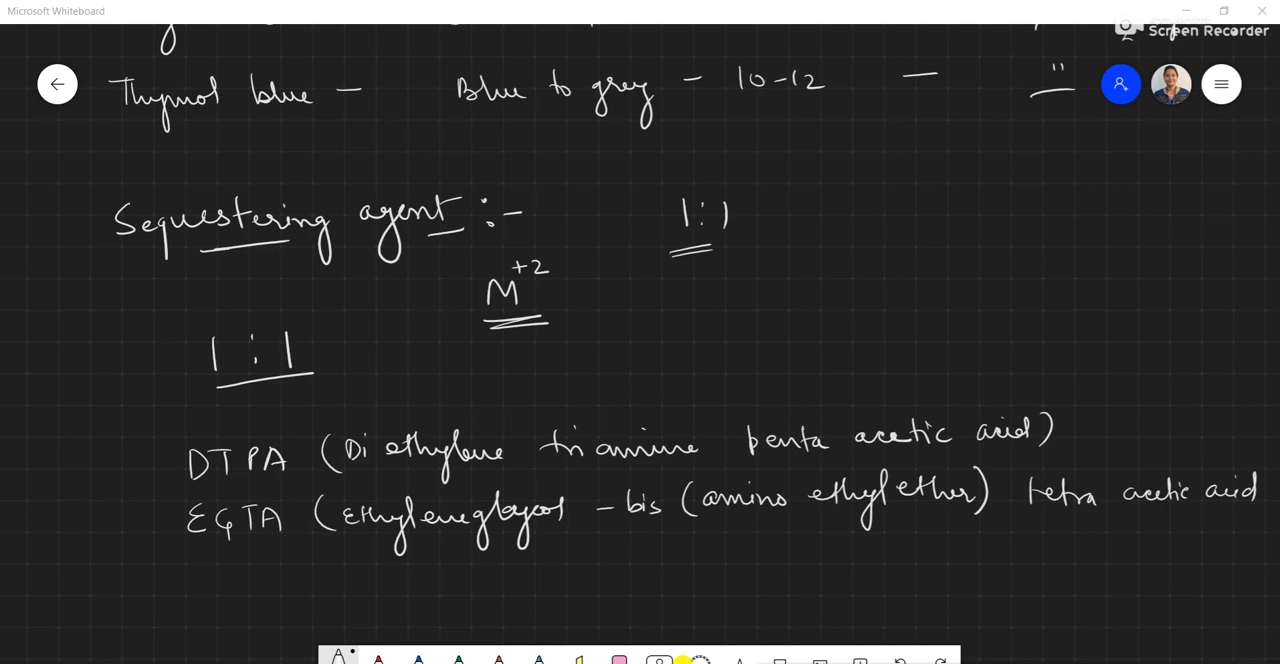 Microsoft Whiteboard
Screen Recorder
Thymol blue — Blue to grey - 10-12 — "
Sequestering agent :- 1:1
M+2
1:1
DTPA (Di ethylene tri amine penta acetic acid)
EGTA (Ethyleneglycol - bis (amino ethyl ether) tetra acetic acid